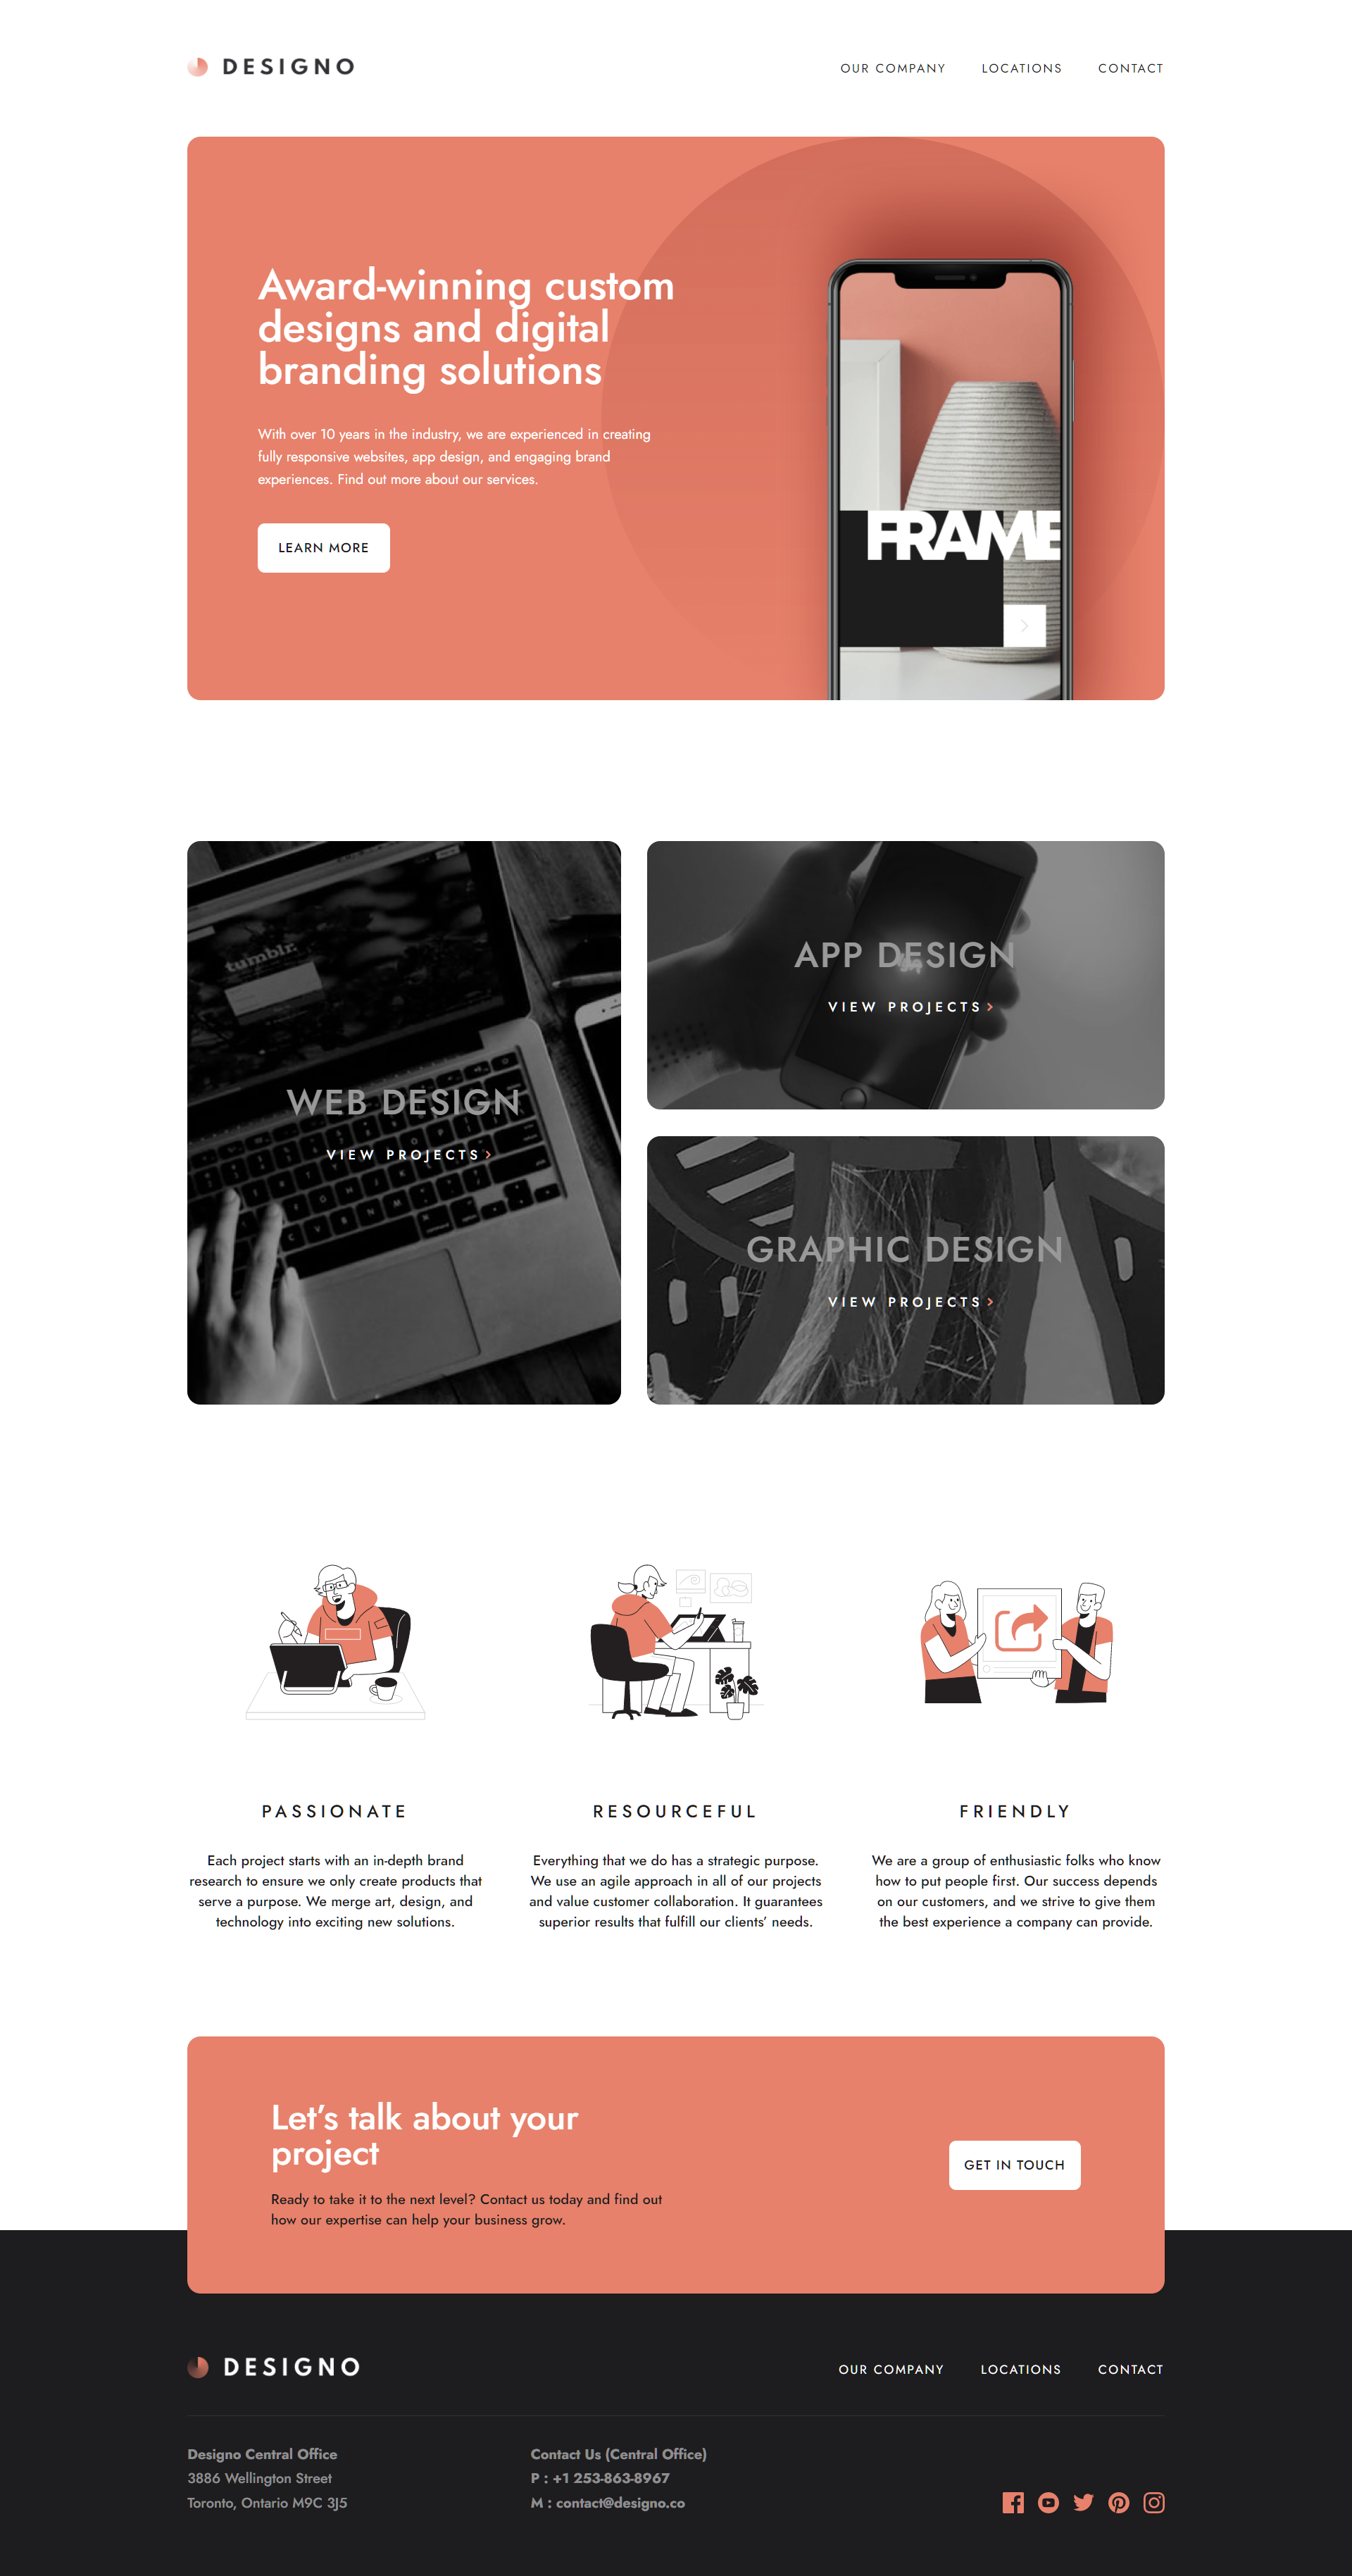 DESIGNO
OUR COMPANY LOCATIONS CONTACT
Award-winning custom
designs and digital
branding solutions
With over 10 years in the industry, we are experienced in creating
fully responsive websites, app design, and engaging brand
experiences. Find out more about our services.
LEARN MORE
FRAME
tumblr.
WEB DESIGN
VIEW PROJECTS
APP DESIGN
VIEW PROJECTS
GRAPHIC DESIGN
VIEW PROJECTS
PASSIONATE
Each project starts with an in-depth brand
research to ensure we only create products that
serve a purpose. We merge art, design, and
technology into exciting new solutions.
RESOURCEFUL
Everything that we do has a strategic purpose.
We use an agile approach in all of our projects
and value customer collaboration. It guarantees
superior results that fulfill our clients’ needs.
FRIENDLY
We are a group of enthusiastic folks who know
how to put people first. Our success depends
on our customers, and we strive to give them
the best experience a company can provide.
Let’s talk about your
project
Ready to take it to the next level? Contact us today and find out
how our expertise can help your business grow.
GET IN TOUCH
DESIGNO
OUR COMPANY LOCATIONS CONTACT
Designo Central Office
3886 Wellington Street
Toronto, Ontario M9C 3J5
Contact Us (Central Office)
P : +1 253-863-8967
M : contact@designo.co